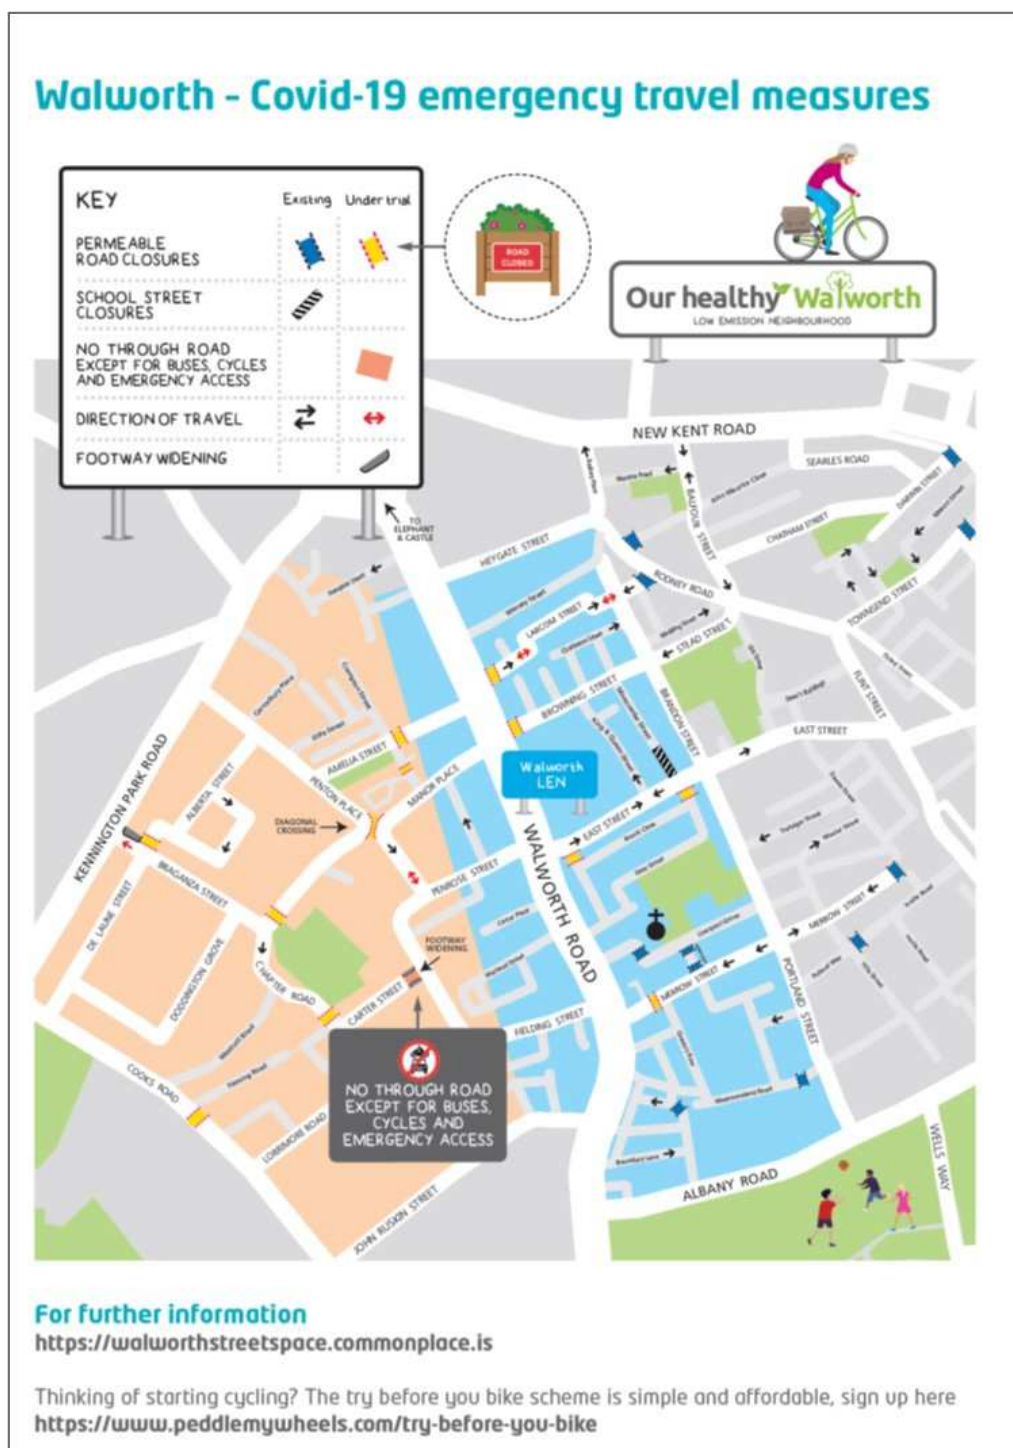 Walworth - Covid-19 emergency travel measures
KEY
Existing
Under trial
PERMEABLE
ROAD CLOSURES
SCHOOL STREET
CLOSURES
NO THROUGH ROAD
EXCEPT FOR BUSES, CYCLES
AND EMERGENCY ACCESS
DIRECTION OF TRAVEL
FOOTWAY WIDENING
ROAD
CLOSED
Our healthy Walworth
LOW EMISSION NEIGHBOURHOOD
NEW KENT ROAD
SEARLES ROAD
DARWIN STREET
BALFOUR STREET
CHATHAM STREET
TO
ELEPHANT
& CASTLE
HEYGATE STREET
RODNEY ROAD
TOWNSEND STREET
LARCOM STREET
STEAD STREET
FLINT STREET
BROWNING STREET
BRANDON STREET
EAST STREET
AMELIA STREET
PENTON PLACE
MANOR PLACE
Walworth
LEN
KENNINGTON PARK ROAD
ALBERTA STREET
DIAGONAL
CROSSING
EAST STREET
WALWORTH ROAD
PENROSE STREET
BRAGANZA STREET
DE LAUNE STREET
DODDINGTON GROVE
CHAPTER ROAD
FOOTWAY
WIDENING
CARTER STREET
MERROW STREET
MERROW STREET
PORTLAND STREET
FIELDING STREET
COOKS ROAD
LORRIMORE ROAD
NO THROUGH ROAD
EXCEPT FOR BUSES,
CYCLES AND
EMERGENCY ACCESS
JOHN RUSKIN STREET
ALBANY ROAD
WELLS WAY
For further information
https://walworthstreetspace.commonplace.is
Thinking of starting cycling? The try before you bike scheme is simple and affordable, sign up here
https://www.peddlemywheels.com/try-before-you-bike